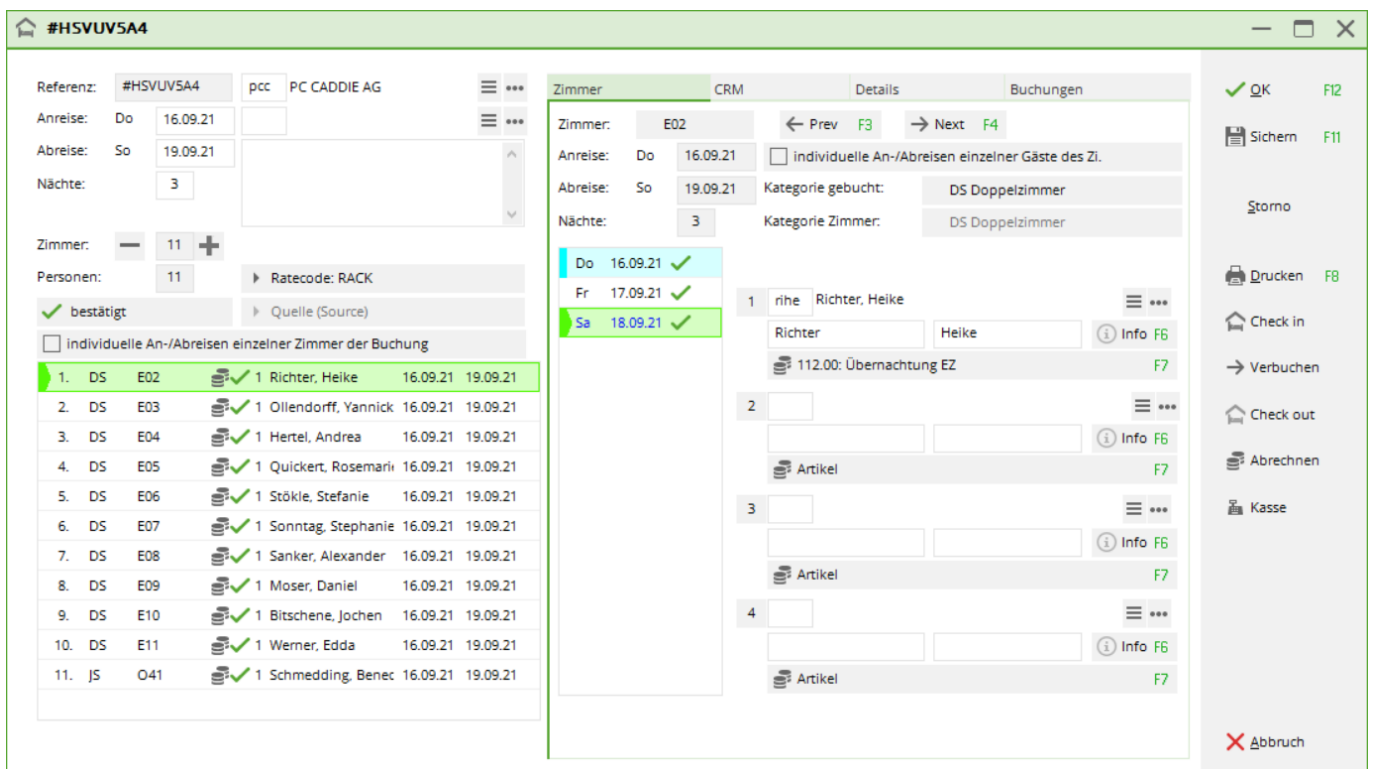 #HSVUV5A4
Referenz: #HSVUV5A4 pcc PC CADDIE AG
Anreise: Do 16.09.21
Abreise: So 19.09.21
Nächte: 3
Zimmer: 11
Personen: 11 Ratecode: RACK
bestätigt Quelle (Source)
individuelle An-/Abreisen einzelner Zimmer der Buchung
1. DS E02 1 Richter, Heike 16.09.21 19.09.21
2. DS E03 1 Ollendorff, Yannick 16.09.21 19.09.21
3. DS E04 1 Hertel, Andrea 16.09.21 19.09.21
4. DS E05 1 Quickert, Rosemari 16.09.21 19.09.21
5. DS E06 1 Stökle, Stefanie 16.09.21 19.09.21
6. DS E07 1 Sonntag, Stephanie 16.09.21 19.09.21
7. DS E08 1 Sanker, Alexander 16.09.21 19.09.21
8. DS E09 1 Moser, Daniel 16.09.21 19.09.21
9. DS E10 1 Bitschene, Jochen 16.09.21 19.09.21
10. DS E11 1 Werner, Edda 16.09.21 19.09.21
11. JS O41 1 Schmedding, Benec 16.09.21 19.09.21
Zimmer CRM Details Buchungen
Zimmer: E02 Prev F3 Next F4
Anreise: Do 16.09.21 individuelle An-/Abreisen einzelner Gäste des Zi.
Abreise: So 19.09.21 Kategorie gebucht: DS Doppelzimmer
Nächte: 3 Kategorie Zimmer: DS Doppelzimmer
Do 16.09.21
Fr 17.09.21
Sa 18.09.21
1 rihe Richter, Heike
Richter Heike Info F6
112.00: Übernachtung EZ F7
2
Info F6
Artikel F7
3
Info F6
Artikel F7
4
Info F6
Artikel F7
OK F12
Sichern F11
Storno
Drucken F8
Check in
Verbuchen
Check out
Abrechnen
Kasse
Abbruch